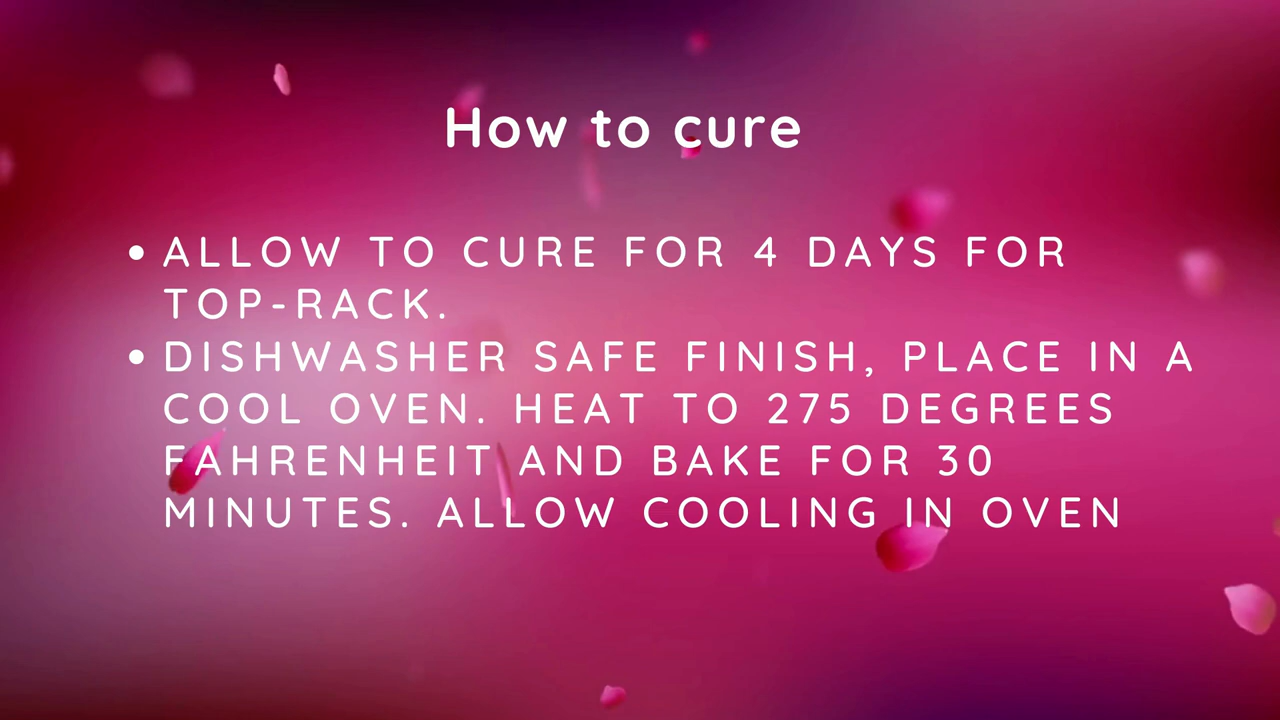 How to cure
• ALLOW TO CURE FOR 4 DAYS FOR
TOP-RACK.
• DISHWASHER SAFE FINISH, PLACE IN A
COOL OVEN. HEAT TO 275 DEGREES
FAHRENHEIT AND BAKE FOR 30
MINUTES. ALLOW COOLING IN OVEN